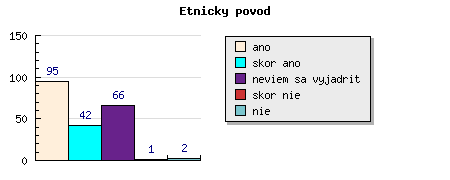 Etnicky povod
150
100
50
0
95
42
66
1
2
ano
skor ano
neviem sa vyjadrit
skor nie
nie